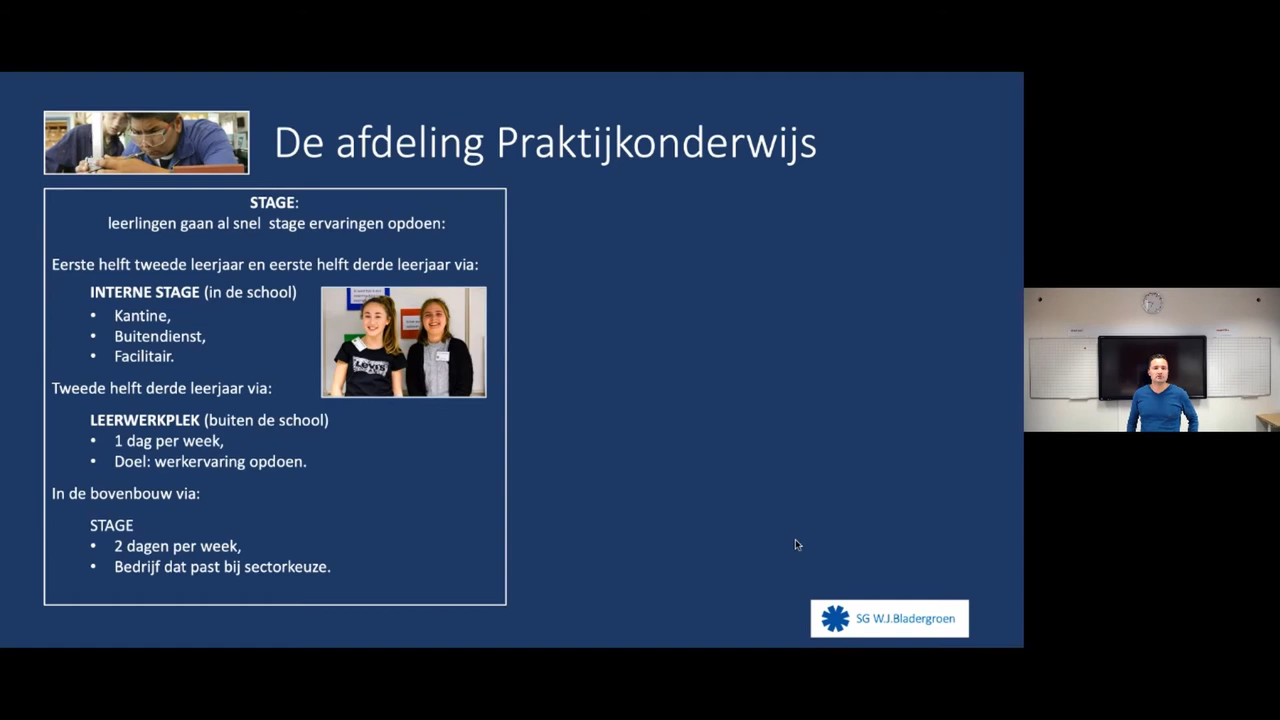 De afdeling Praktijkonderwijs
STAGE:
leerlingen gaan al snel stage ervaringen opdoen:
Eerste helft tweede leerjaar en eerste helft derde leerjaar via:
INTERNE STAGE (in de school)
• Kantine,
• Buitendienst,
• Facilitair.
Tweede helft derde leerjaar via:
LEERWERKPLEK (buiten de school)
• 1 dag per week,
• Doel: werkervaring opdoen.
In de bovenbouw via:
STAGE
• 2 dagen per week,
• Bedrijf dat past bij sectorkeuze.
SG W.J.Bladergroen